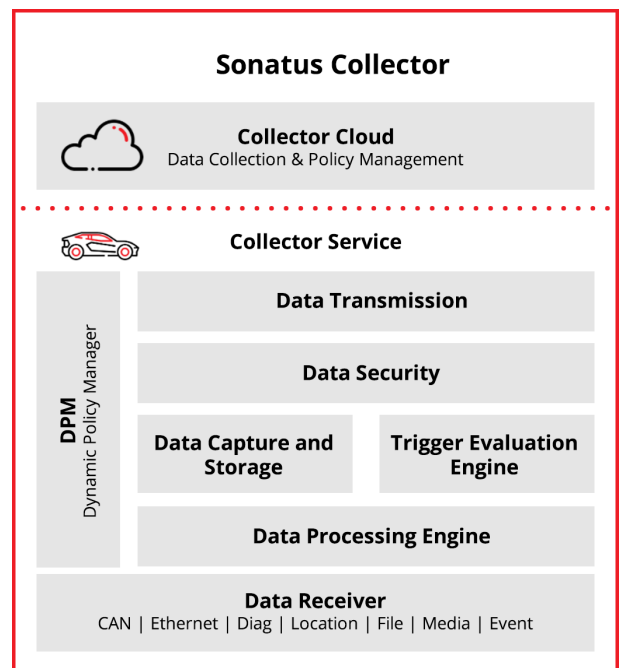 Sonatus Collector
Collector Cloud
Data Collection & Policy Management
Collector Service
DPM
Dynamic Policy Manager
Data Transmission
Data Security
Data Capture and
Storage
Trigger Evaluation
Engine
Data Processing Engine
Data Receiver
CAN | Ethernet | Diag | Location | File | Media | Event